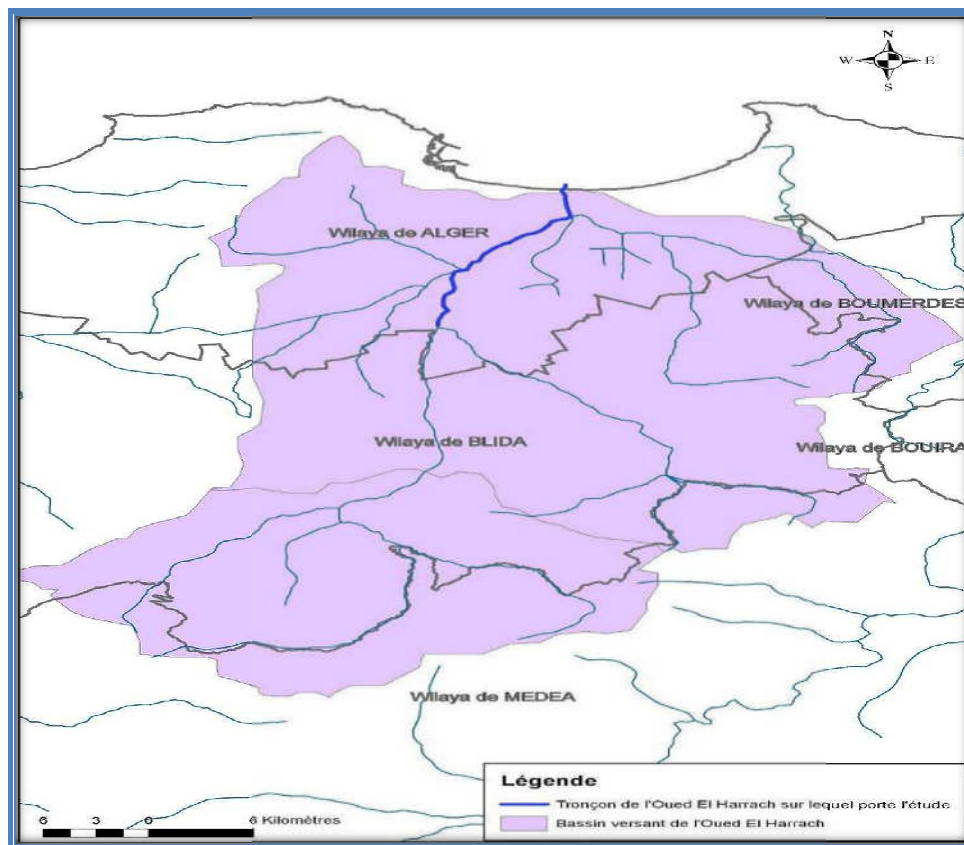 N
W E
S
Wilaya de ALGER
Wilaya de BOUMERDES
Wilaya de BLIDA
Wilaya de BOUIRA
Wilaya de MEDEA
Légende
Tronçon de l'Oued El Harrach sur lequel porte l'étude
Bassin versant de l'Oued El Harrach
6 3 0 6 Kilomètres